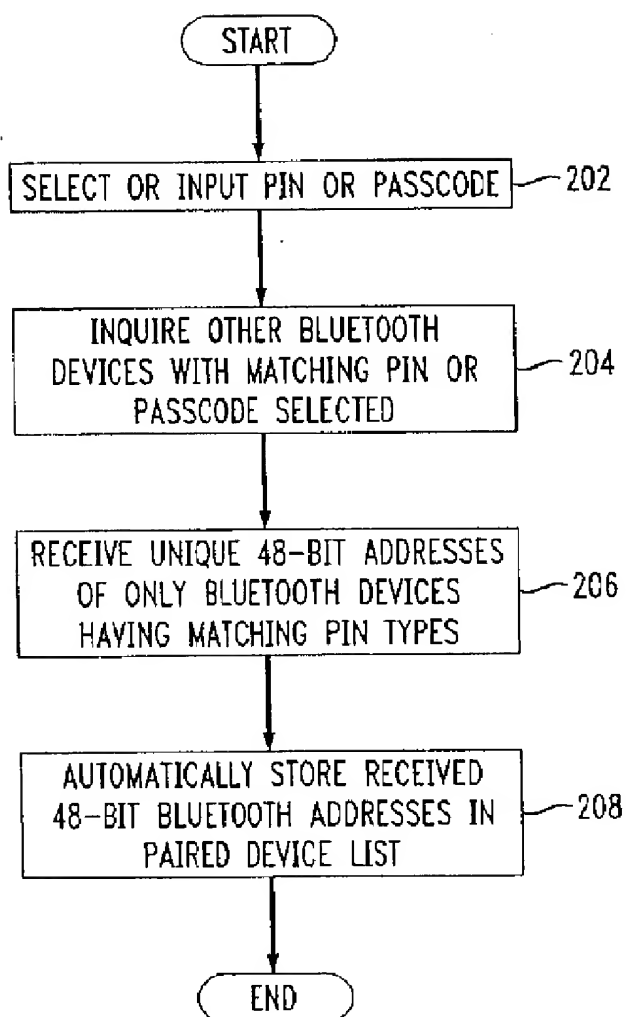 START
SELECT OR INPUT PIN OR PASSCODE
202
INQUIRE OTHER BLUETOOTH
DEVICES WITH MATCHING PIN OR
PASSCODE SELECTED
204
RECEIVE UNIQUE 48-BIT ADDRESSES
OF ONLY BLUETOOTH DEVICES
HAVING MATCHING PIN TYPES
206
AUTOMATICALLY STORE RECEIVED
48-BIT BLUETOOTH ADDRESSES IN
PAIRED DEVICE LIST
208
END